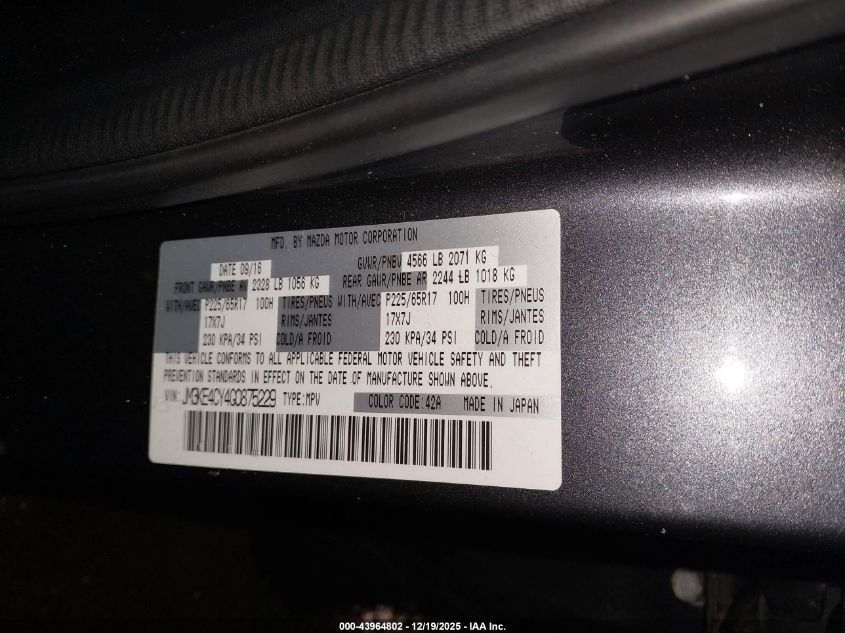 MFD. BY MAZDA MOTOR CORPORATION
DATE 09/16 GVWR/PNBV 4566 LB 2071 KG
FRONT GAWR/PNBE AV 2328 LB 1056 KG REAR GAWR/PNBE AR 2244 LB 1018 KG
WITH/AVEC P225/65R17 100H TIRES/PNEUS WITH/AVEC P225/65R17 100H TIRES/PNEUS
17X7J RIMS/JANTES 17X7J RIMS/JANTES
230 KPA/34 PSI COLD/A FROID 230 KPA/34 PSI COLD/A FROID
THIS VEHICLE CONFORMS TO ALL APPLICABLE FEDERAL MOTOR VEHICLE SAFETY AND THEFT
PREVENTION STANDARDS IN EFFECT ON THE DATE OF MANUFACTURE SHOWN ABOVE.
VIN: JM3KE4CY4G0875229 TYPE:MPV COLOR CODE:42A MADE IN JAPAN
000-43964802 - 12/19/2025 - IAA Inc.